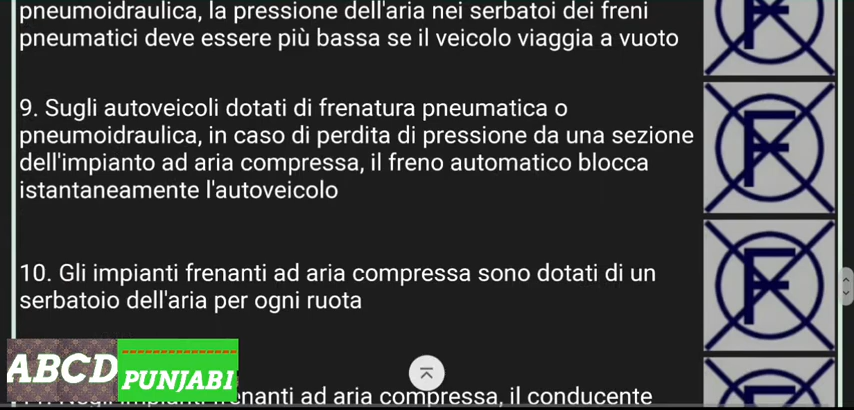 pneumoidraulica, la pressione dell'aria nei serbatoi dei freni
pneumatici deve essere più bassa se il veicolo viaggia a vuoto
9. Sugli autoveicoli dotati di frenatura pneumatica o
pneumoidraulica, in caso di perdita di pressione da una sezione
dell'impianto ad aria compressa, il freno automatico blocca
istantaneamente l'autoveicolo
F
10. Gli impianti frenanti ad aria compressa sono dotati di un
serbatoio dell'aria per ogni ruota
F
ABCD PUNJABI
frenanti ad aria compressa, il conducente